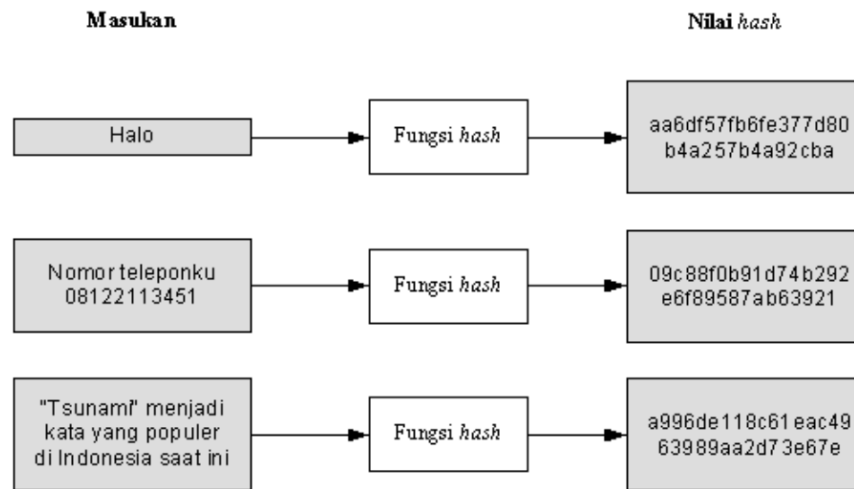 Masukan
Nilai hash
Halo
Fungsi hash
aa6df57fb6fe377d80
b4a257b4a92cba
Nomor teleponku
08122113451
Fungsi hash
09c88f0b91d74b292
e6f89587ab63921
"Tsunami" menjadi
kata yang populer
di Indonesia saat ini
Fungsi hash
a996de118c61eac49
63989aa2d73e67e